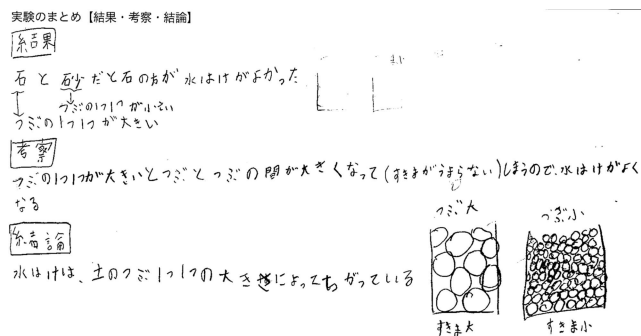 実験のまとめ【結果・考察・結論】
結果
石と砂だと石の方が水はけがよかった
つぶの1つ1つが小さい
つぶの1つ1つが大きい
考察
つぶの1つ1つが大きいとつぶとつぶの間が大きくなって(すきまがうまらない)しまうので、水はけがよく
なる
結論
水はけは、土のつぶ1つ1つの大きさによってちがっている
つぶ大
つぶ小
すきま大
すきま小